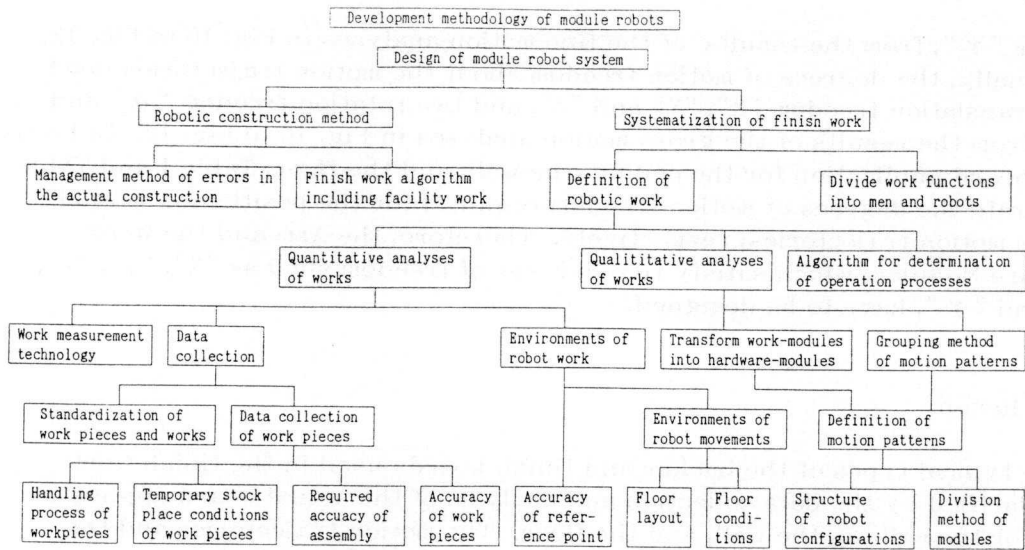 Development methodology of module robots
Design of module robot system
Robotic construction method
Systematization of finish work
Management method of errors in
the actual construction
Finish work algorithm
including facility work
Definition of
robotic work
Divide work functions
into men and robots
Quantitative analyses
of works
Qualititative analyses
of works
Algorithm for determination
of operation processes
Work measurement
technology
Data
collection
Environments of
robot work
Transform work-modules
into hardware-modules
Grouping method
of motion patterns
Standardization of
work pieces and works
Data collection
of work pieces
Environments of
robot movements
Definition of
motion patterns
Handling
process of
workpieces
Temporary stock
place conditions
of work pieces
Required
accuacy of
assembly
Accuracy
of work
pieces
Accuracy
of refer-
ence point
Floor
layout
Floor
condi-
tions
Structure
of robot
configurations
Division
method of
modules